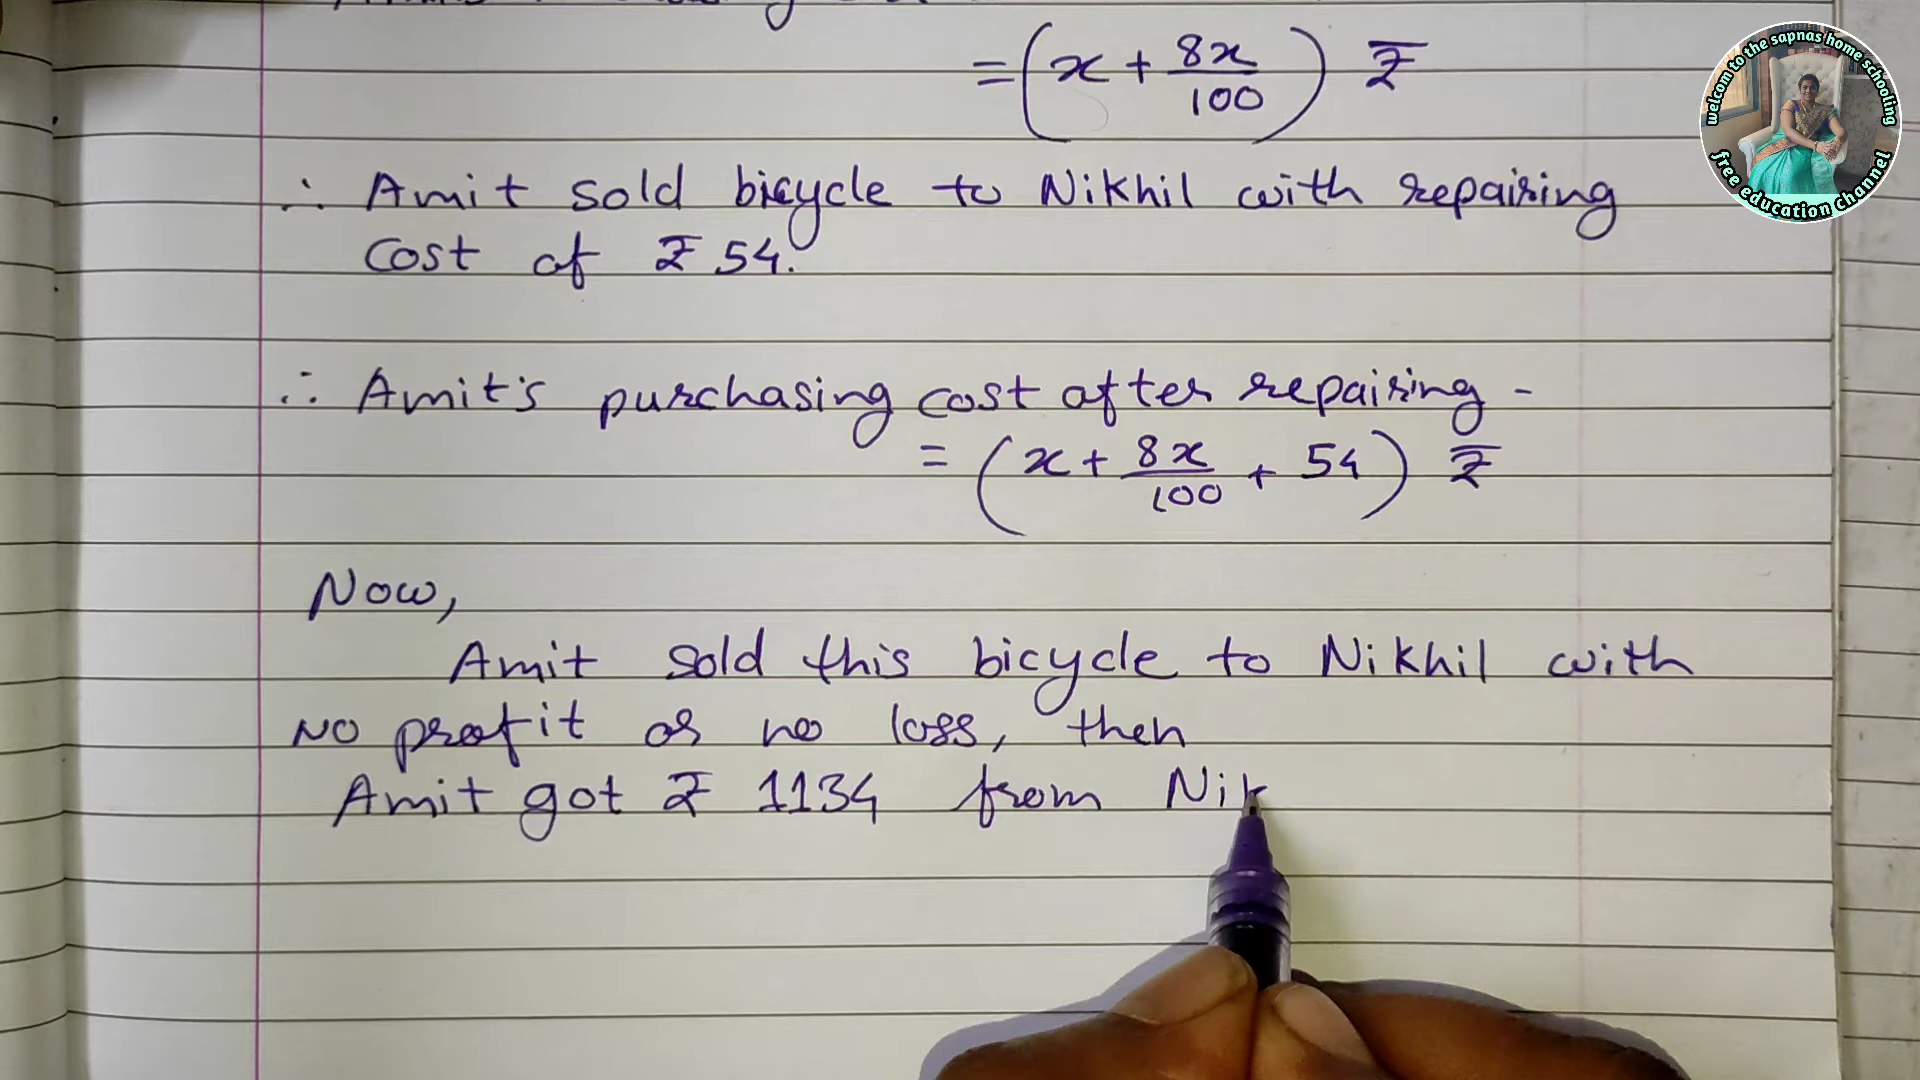 = (x + 8x/100) ₹
∴ Amit sold bicycle to Nikhil with repairing
cost of ₹ 54.
∴ Amit's purchasing cost after repairing -
= (x + 8x/100 + 54) ₹
Now,
Amit sold this bicycle to Nikhil with
no profit or no loss, then
Amit got ₹ 1134 from Nik
welcom to the sapnas home schooling
free education channel